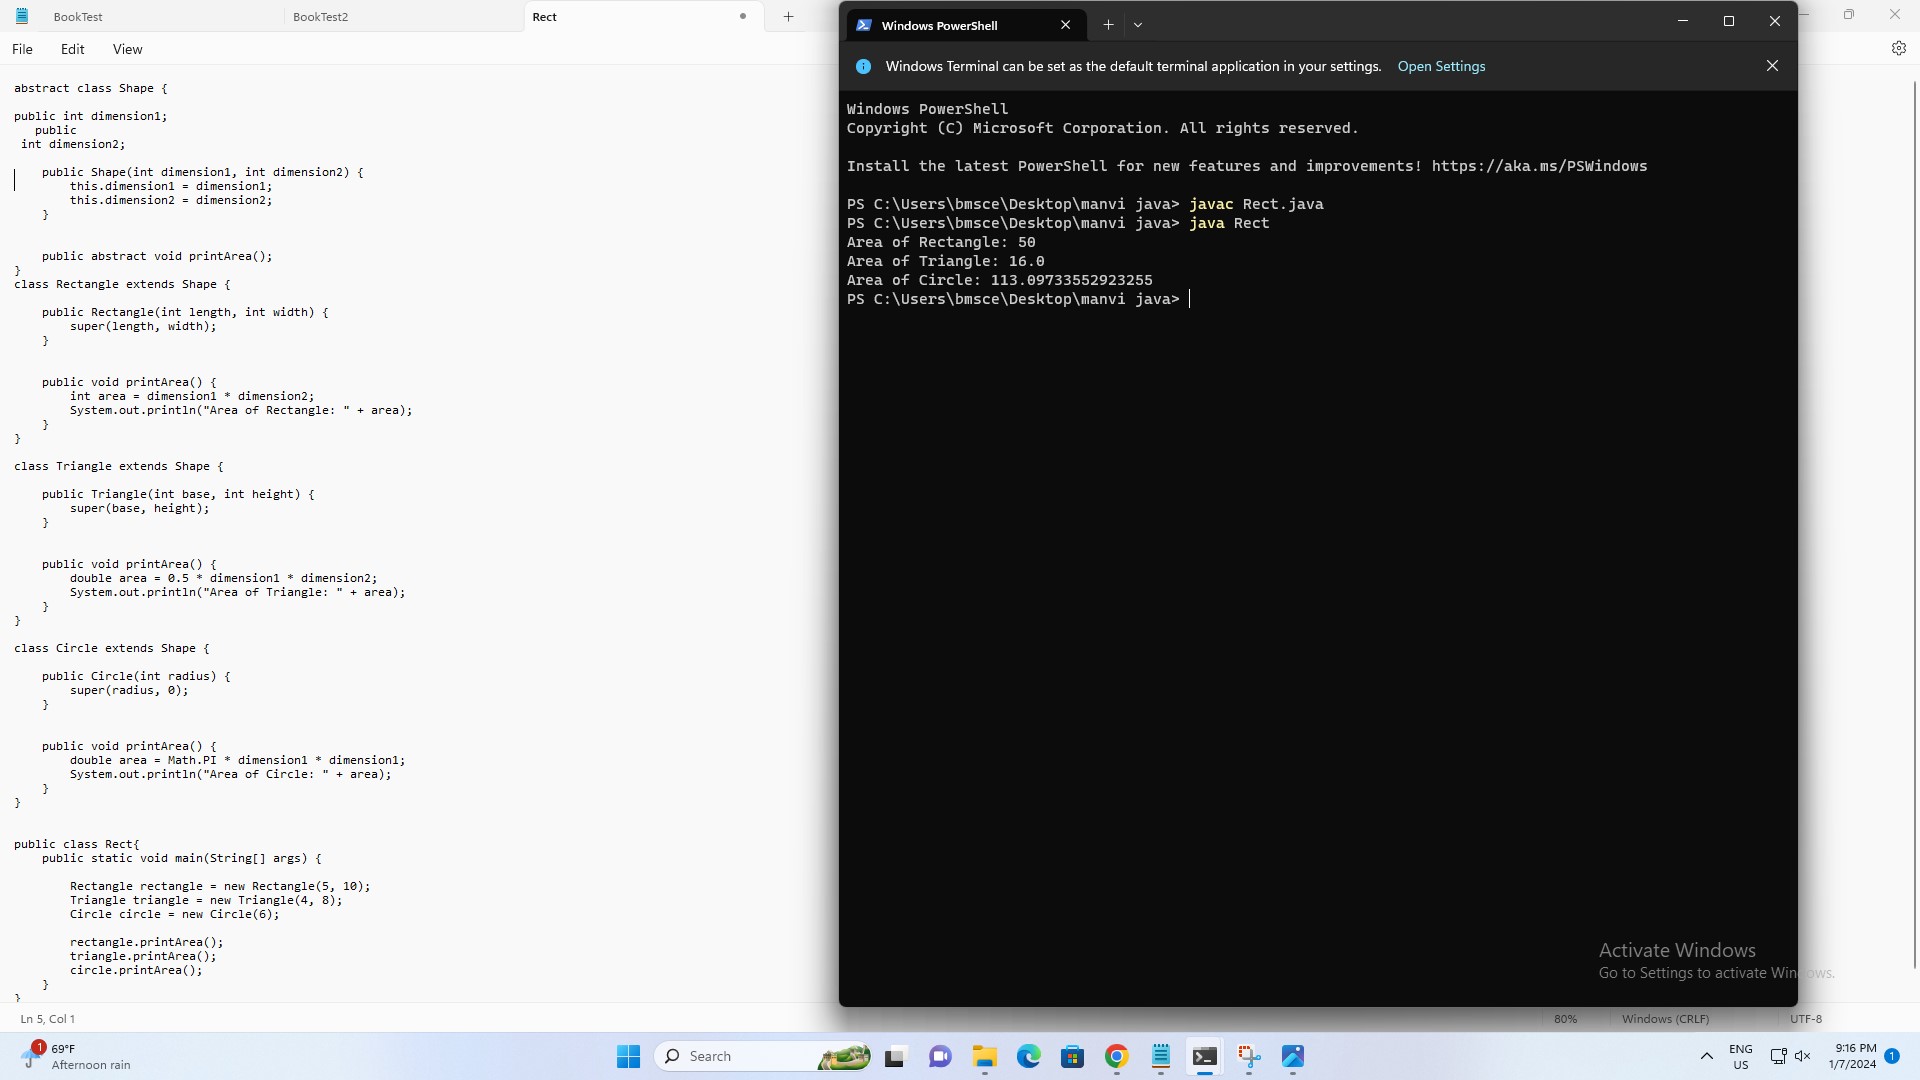 BookTest
BookTest2
Rect
File
Edit
View
abstract class Shape {
public int dimension1;
public
int dimension2;
public Shape(int dimension1, int dimension2) {
this.dimension1 = dimension1;
this.dimension2 = dimension2;
}
public abstract void printArea();
}
class Rectangle extends Shape {
public Rectangle(int length, int width) {
super(length, width);
}
public void printArea() {
int area = dimension1 * dimension2;
System.out.println("Area of Rectangle: " + area);
}
}
class Triangle extends Shape {
public Triangle(int base, int height) {
super(base, height);
}
public void printArea() {
double area = 0.5 * dimension1 * dimension2;
System.out.println("Area of Triangle: " + area);
}
}
class Circle extends Shape {
public Circle(int radius) {
super(radius, 0);
}
public void printArea() {
double area = Math.PI * dimension1 * dimension1;
System.out.println("Area of Circle: " + area);
}
}
public class Rect{
public static void main(String[] args) {
Rectangle rectangle = new Rectangle(5, 10);
Triangle triangle = new Triangle(4, 8);
Circle circle = new Circle(6);
rectangle.printArea();
triangle.printArea();
circle.printArea();
}
}
Ln 5, Col 1
80%
Windows (CRLF)
UTF-8
Windows PowerShell
Windows Terminal can be set as the default terminal application in your settings. Open Settings
Windows PowerShell
Copyright (C) Microsoft Corporation. All rights reserved.
Install the latest PowerShell for new features and improvements! https://aka.ms/PSWindows
PS C:\Users\bmsce\Desktop\manvi java> javac Rect.java
PS C:\Users\bmsce\Desktop\manvi java> java Rect
Area of Rectangle: 50
Area of Triangle: 16.0
Area of Circle: 113.09733552923255
PS C:\Users\bmsce\Desktop\manvi java>
Activate Windows
Go to Settings to activate Windows.
1
69°F
Afternoon rain
Search
ENG
US
9:16 PM
1/7/2024
1